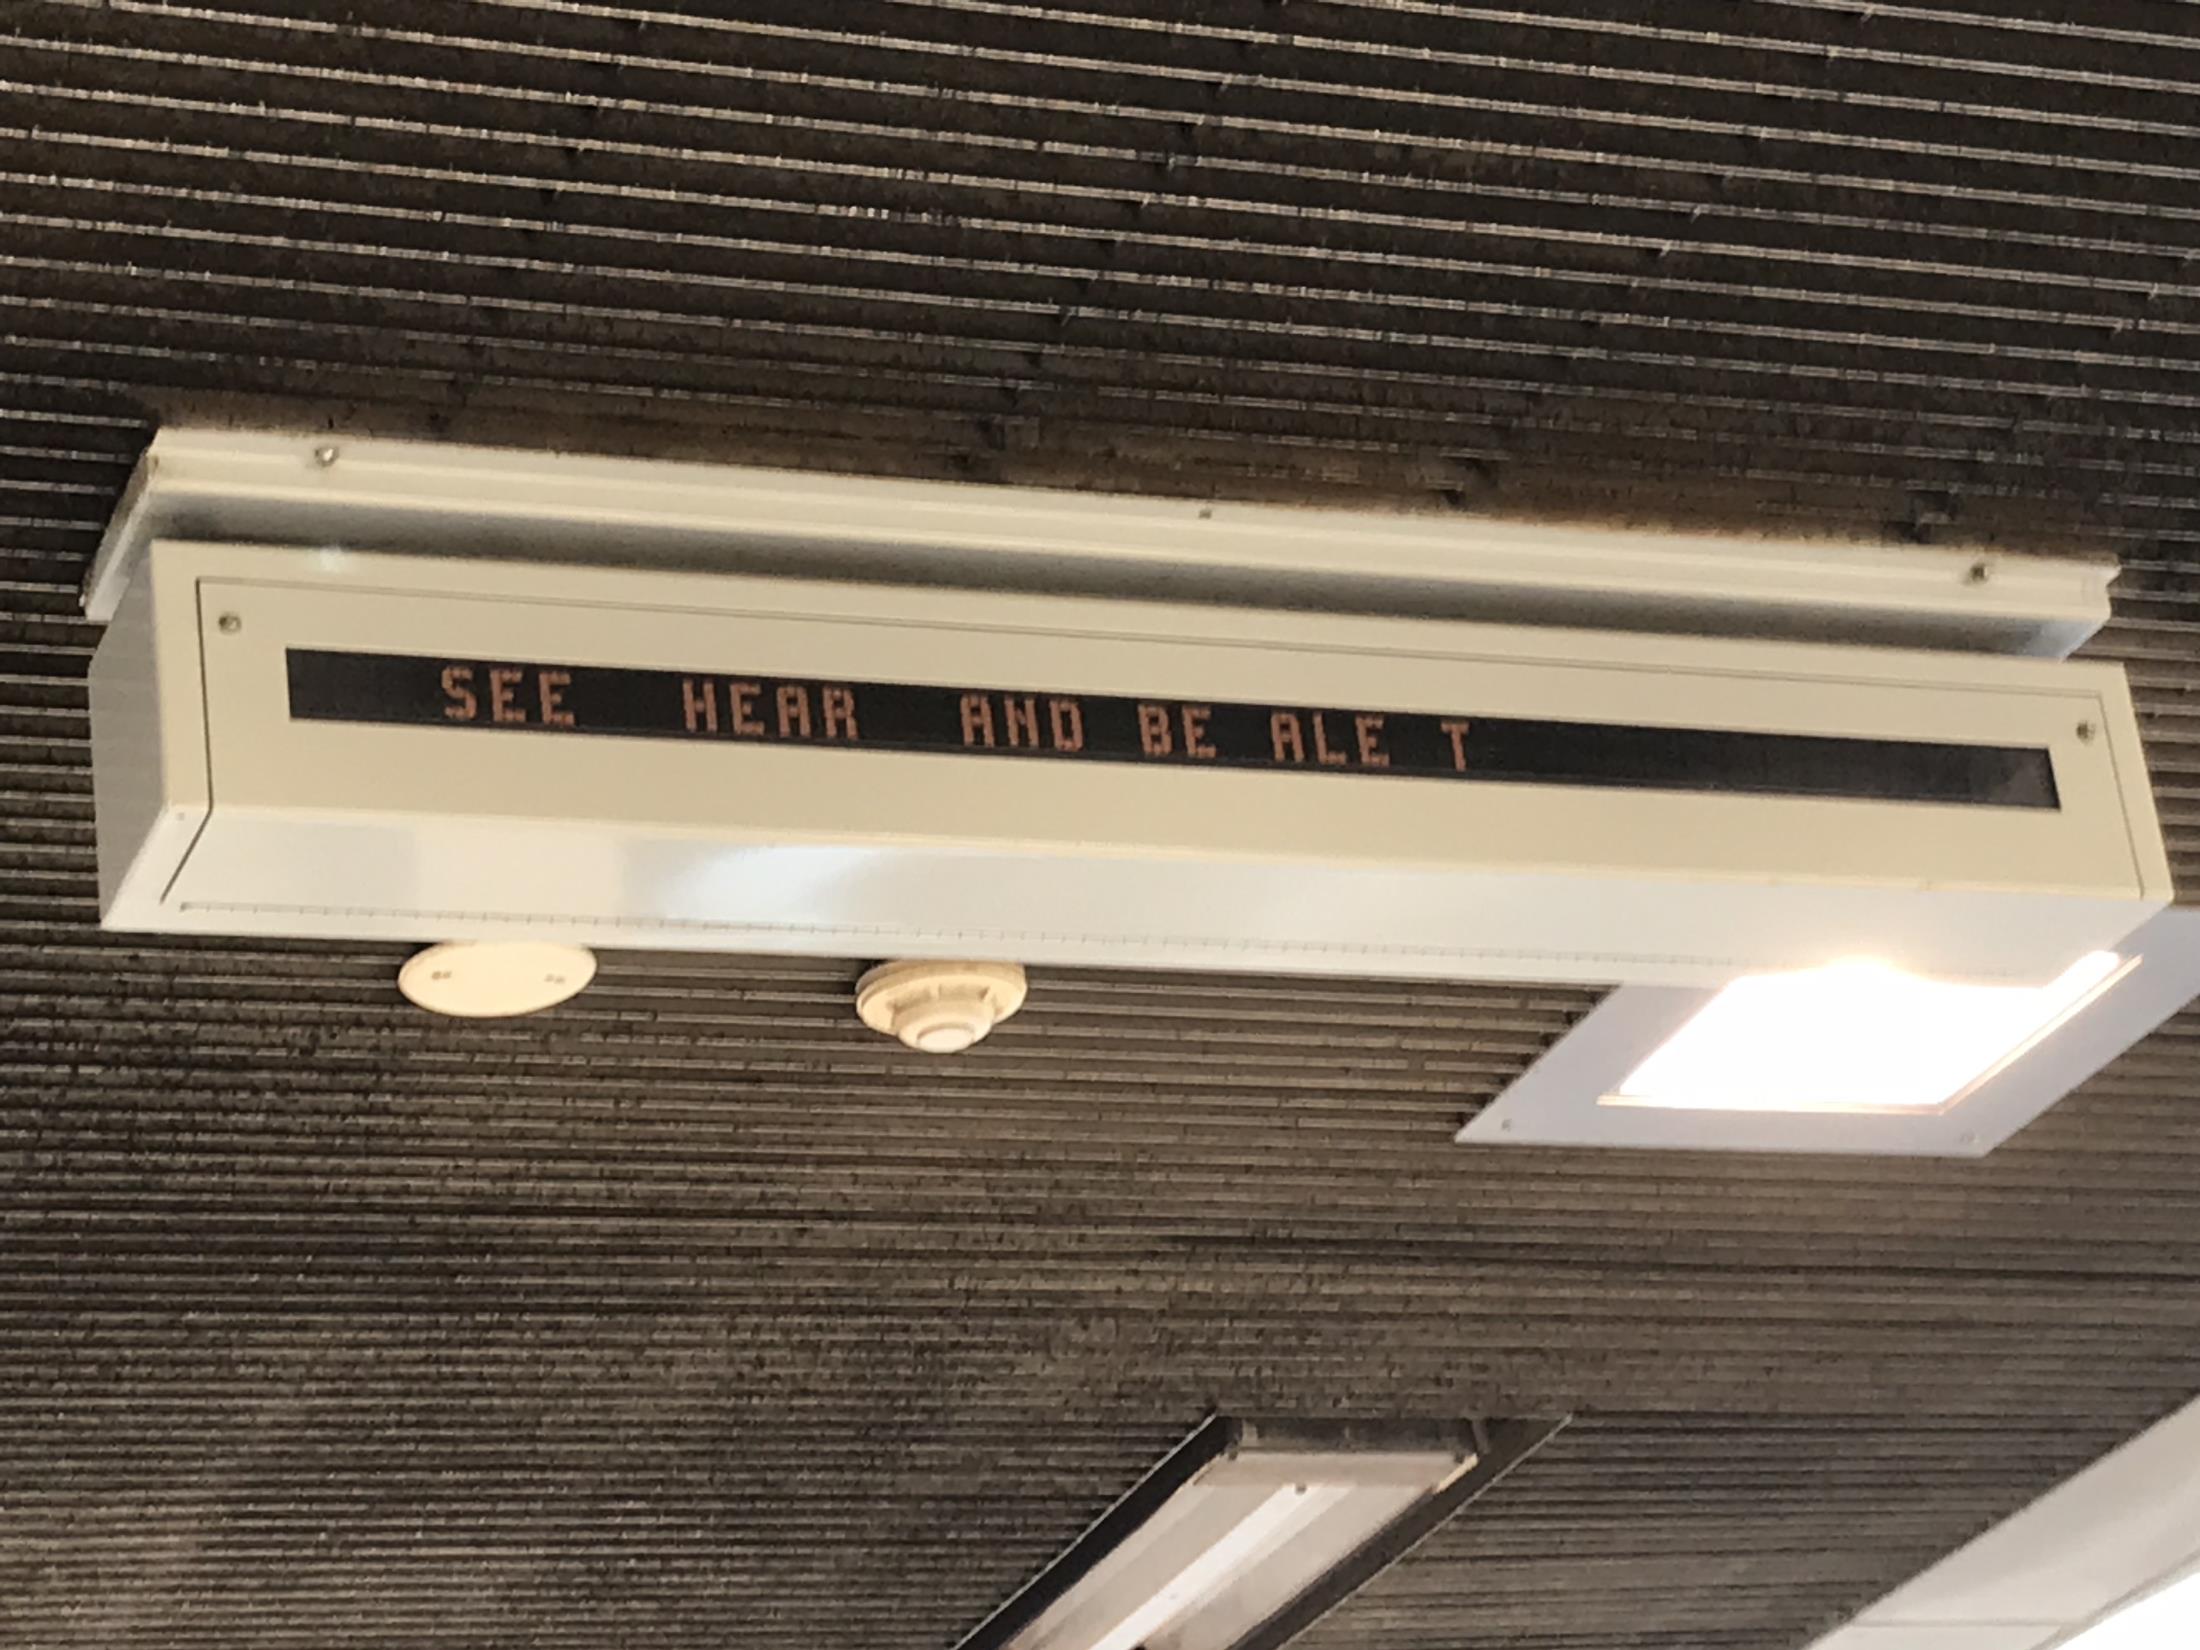 SEE HEAR AND BE ALE T